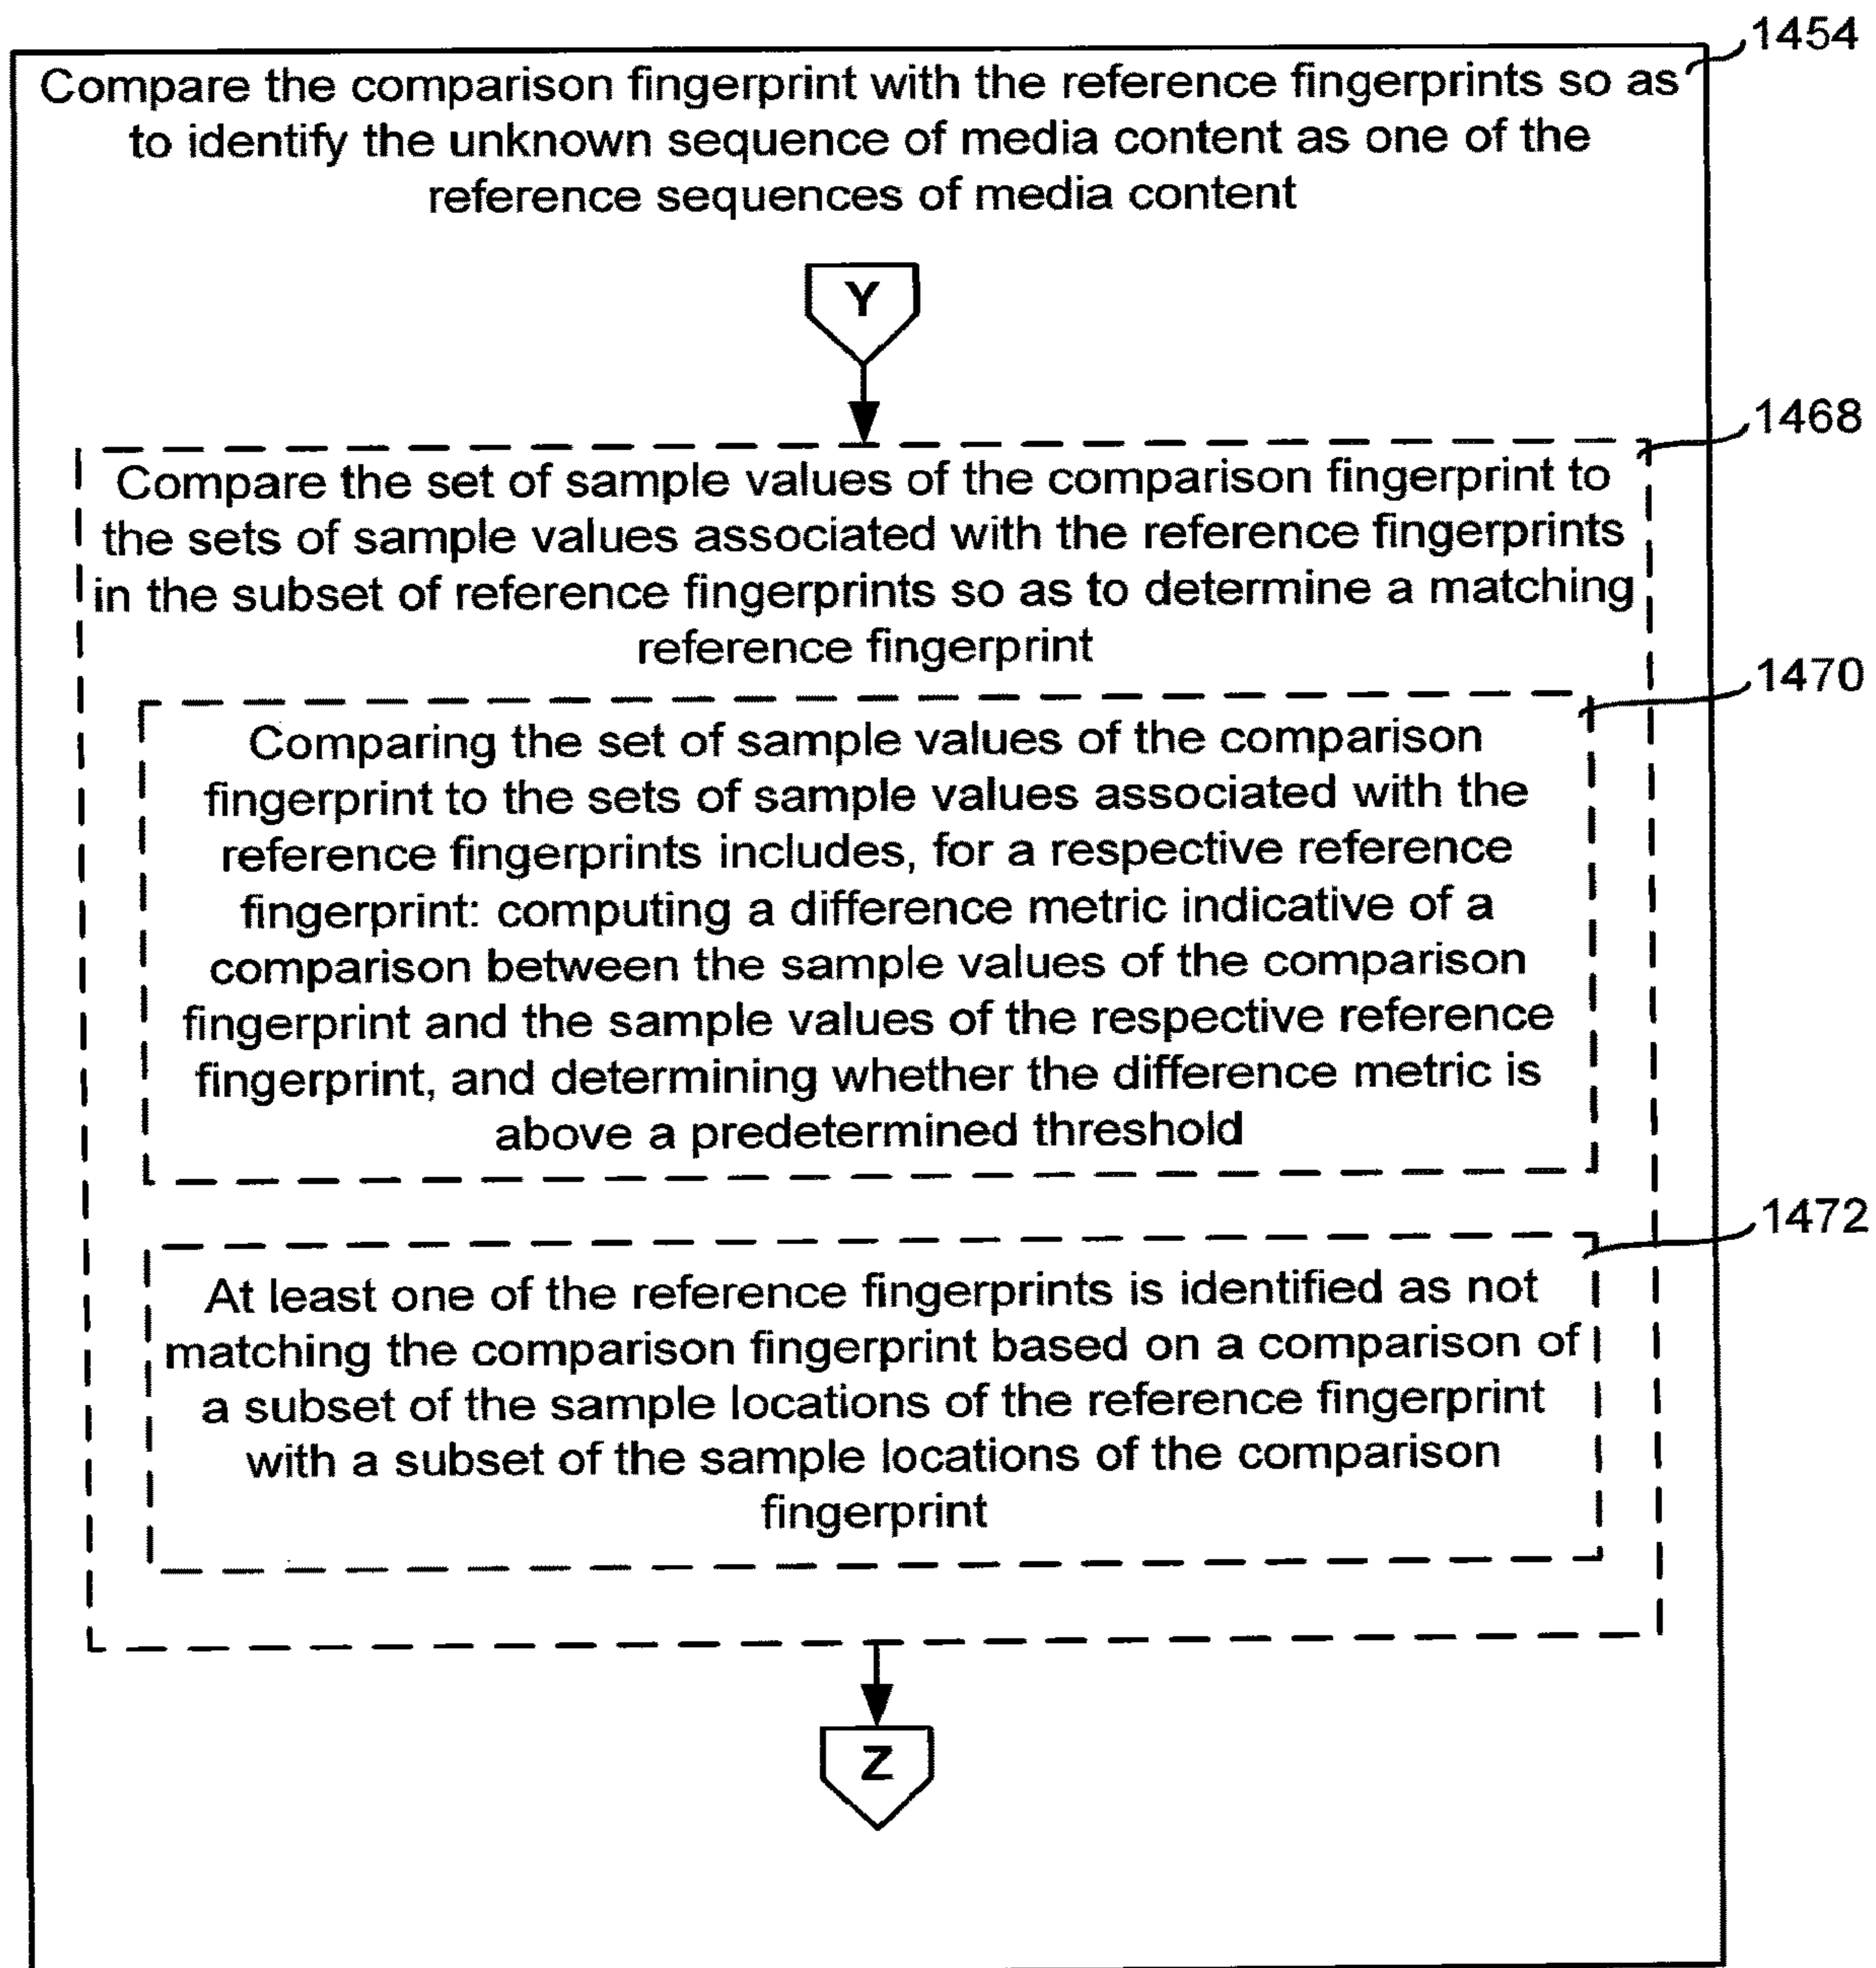 1454
Compare the comparison fingerprint with the reference fingerprints so as
to identify the unknown sequence of media content as one of the
reference sequences of media content
Y
1468
Compare the set of sample values of the comparison fingerprint to
the sets of sample values associated with the reference fingerprints
in the subset of reference fingerprints so as to determine a matching
reference fingerprint
1470
Comparing the set of sample values of the comparison
fingerprint to the sets of sample values associated with the
reference fingerprints includes, for a respective reference
fingerprint: computing a difference metric indicative of a
comparison between the sample values of the comparison
fingerprint and the sample values of the respective reference
fingerprint, and determining whether the difference metric is
above a predetermined threshold
1472
At least one of the reference fingerprints is identified as not
matching the comparison fingerprint based on a comparison of
a subset of the sample locations of the reference fingerprint
with a subset of the sample locations of the comparison
fingerprint
Z